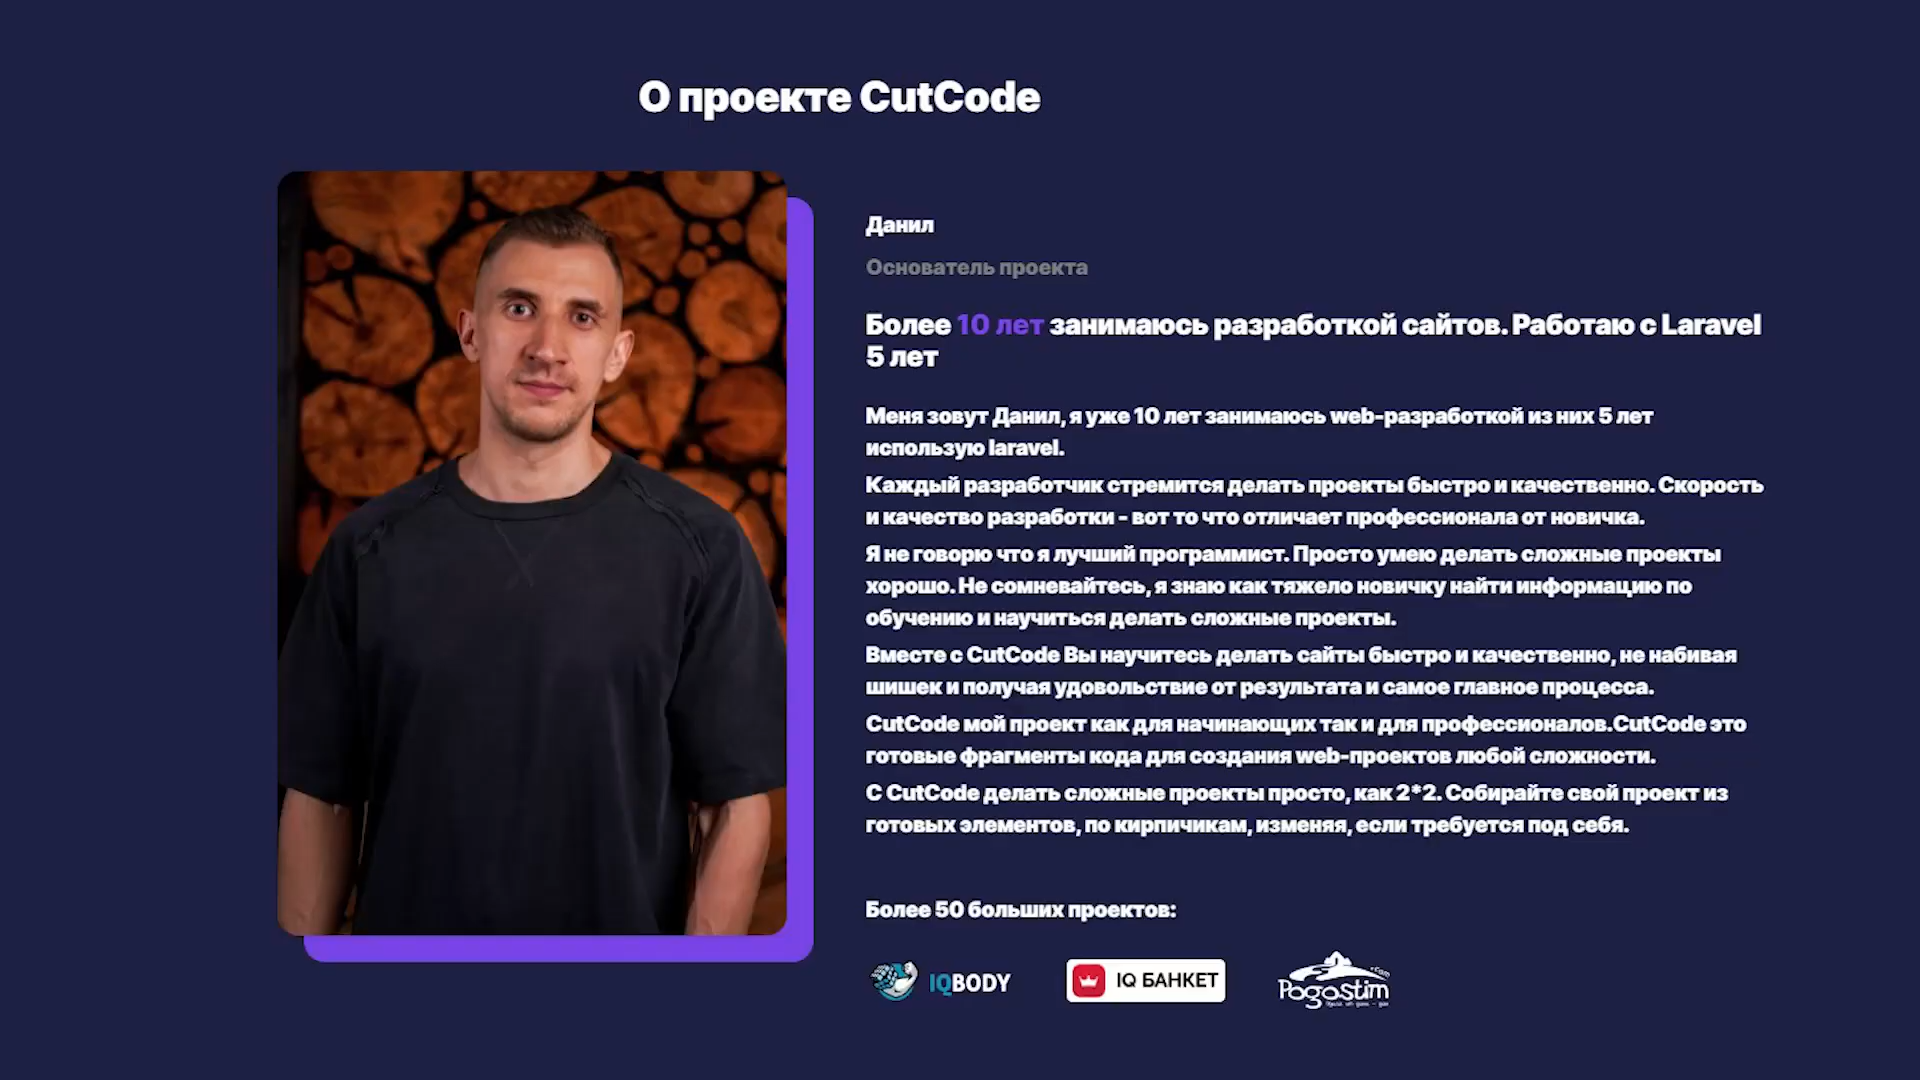 О проекте CutCode
Данил
Основатель проекта
Более 10 лет занимаюсь разработкой сайтов. Работаю с Laravel
5 лет
Меня зовут Данил, я уже 10 лет занимаюсь web-разработкой из них 5 лет
использую laravel.
Каждый разработчик стремится делать проекты быстро и качественно. Скорость
и качество разработки - вот то что отличает профессионала от новичка.
Я не говорю что я лучший программист. Просто умею делать сложные проекты
хорошо. Не сомневайтесь, я знаю как тяжело новичку найти информацию по
обучению и научиться делать сложные проекты.
Вместе с CutCode Вы научитесь делать сайты быстро и качественно, не набивая
шишек и получая удовольствие от результата и самое главное процесса.
CutCode мой проект как для начинающих так и для профессионалов.CutCode это
готовые фрагменты кода для создания web-проектов любой сложности.
С CutCode делать сложные проекты просто, как 2*2. Собирайте свой проект из
готовых элементов, по кирпичикам, изменяя, если требуется под себя.
Более 50 больших проектов:
IQBODY
IQ БАНКЕТ
Pogostim